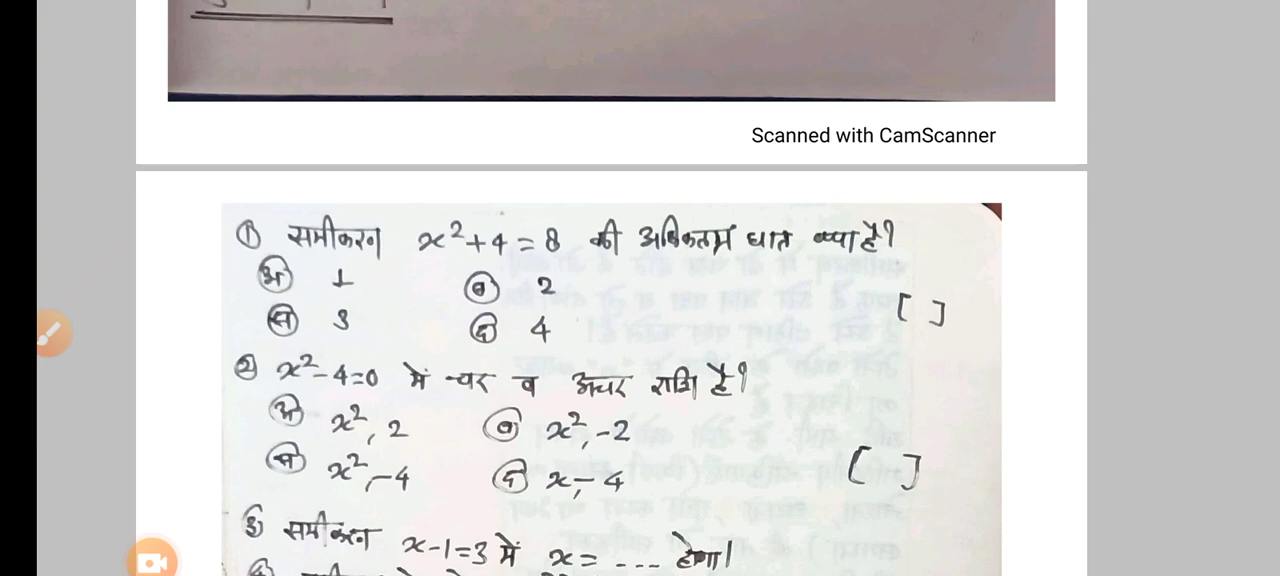 Scanned with CamScanner
① समीकरण x²+4=8 की अधिकतम घात क्या है?
अ 1 ब 2
स 3 द 4 [ ]
② x²-4=0 में चर व अचर राशि है?
अ x², 2 ब x², -2
स x², -4 द x, -4 [ ]
③ समीकरण x-1=3 में x= ---- होगा।